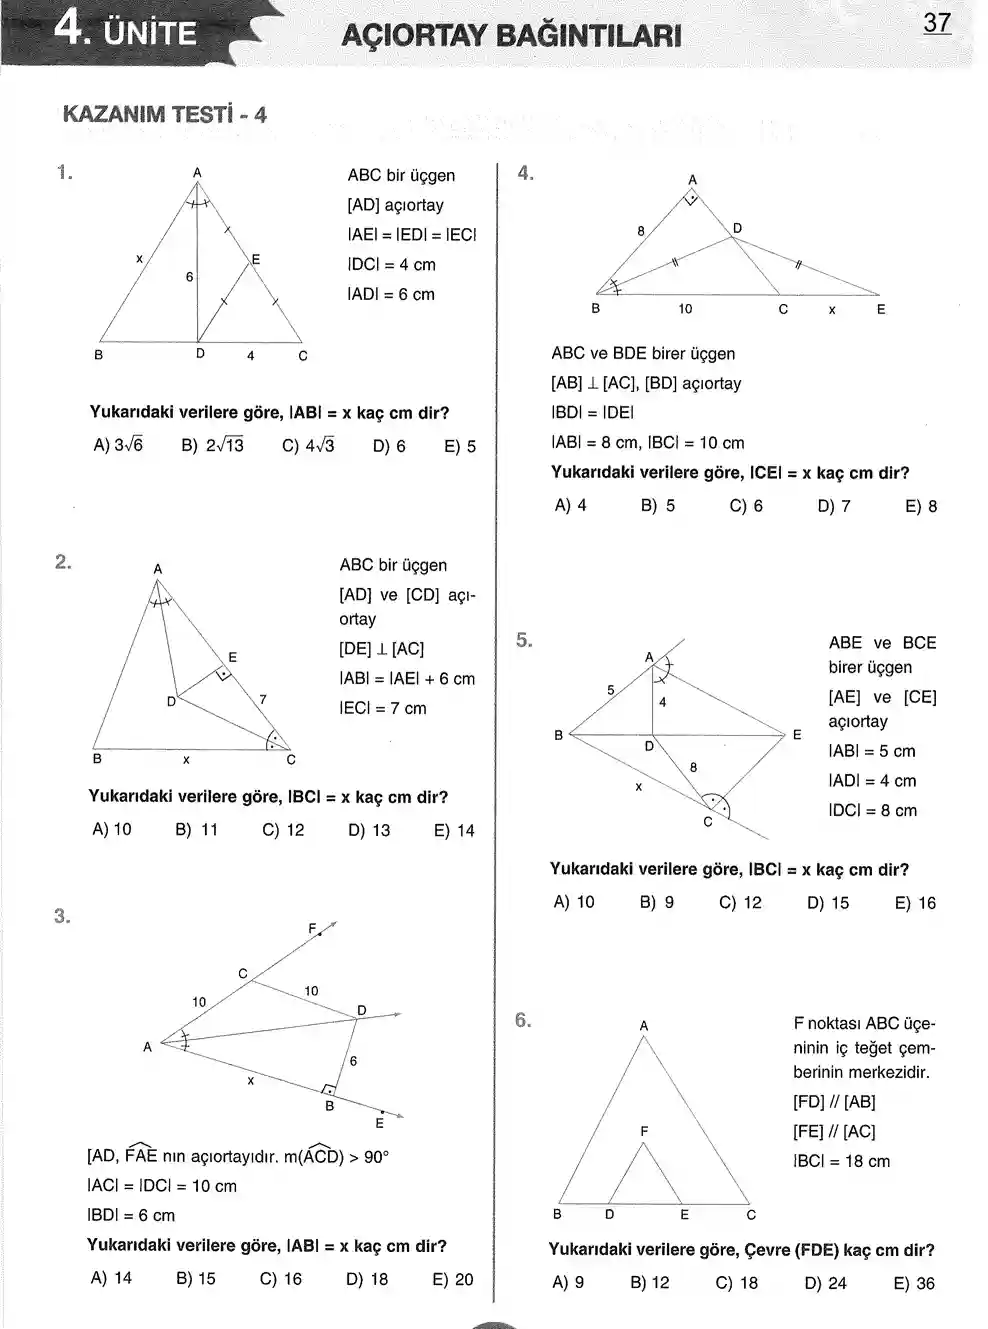 4. ÜNİTE
AÇIORTAY BAĞINTILARI
37
KAZANIM TESTİ - 4
1.
A
x
6
E
B
D
4
C
ABC bir üçgen
[AD] açıortay
|AE| = |ED| = |EC|
|DC| = 4 cm
|AD| = 6 cm
Yukarıdaki verilere göre, |AB| = x kaç cm dir?
A) 3√6 B) 2√13 C) 4√3 D) 6 E) 5
2.
A
E
D
7
B
x
C
ABC bir üçgen
[AD] ve [CD] açı-
ortay
[DE] ⊥ [AC]
|AB| = |AE| + 6 cm
|EC| = 7 cm
Yukarıdaki verilere göre, |BC| = x kaç cm dir?
A) 10 B) 11 C) 12 D) 13 E) 14
3.
F
C
10
10
D
A
6
x
B
E
[AD, FAE nın açıortayıdır. m(ACD) > 90°
|AC| = |DC| = 10 cm
|BD| = 6 cm
Yukarıdaki verilere göre, |AB| = x kaç cm dir?
A) 14 B) 15 C) 16 D) 18 E) 20
4.
A
8
D
B
10
C
x
E
ABC ve BDE birer üçgen
[AB] ⊥ [AC], [BD] açıortay
|BD| = |DE|
|AB| = 8 cm, |BC| = 10 cm
Yukarıdaki verilere göre, |CE| = x kaç cm dir?
A) 4 B) 5 C) 6 D) 7 E) 8
5.
A
5
4
B
D
E
8
x
C
ABE ve BCE
birer üçgen
[AE] ve [CE]
açıortay
|AB| = 5 cm
|AD| = 4 cm
|DC| = 8 cm
Yukarıdaki verilere göre, |BC| = x kaç cm dir?
A) 10 B) 9 C) 12 D) 15 E) 16
6.
A
F
B
D
E
C
F noktası ABC üçe-
ninin iç teğet çem-
berinin merkezidir.
[FD] // [AB]
[FE] // [AC]
|BC| = 18 cm
Yukarıdaki verilere göre, Çevre (FDE) kaç cm dir?
A) 9 B) 12 C) 18 D) 24 E) 36